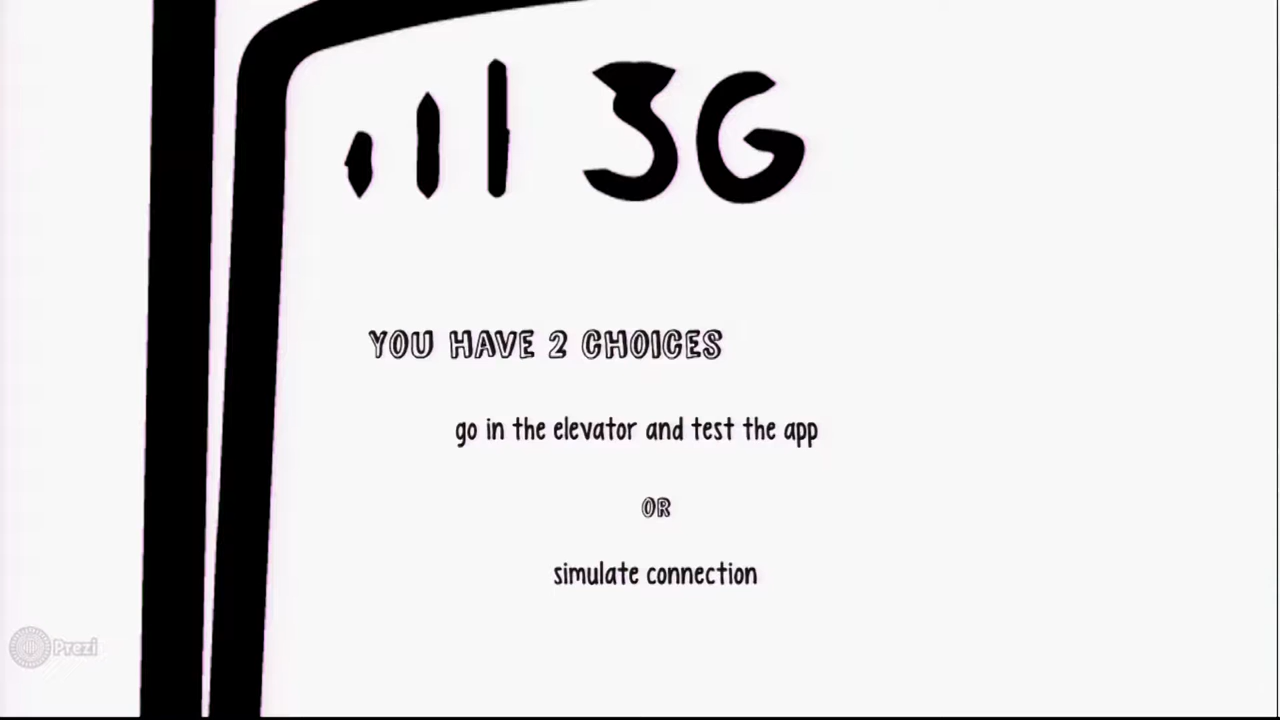 3G
YOU HAVE 2 CHOICES
go in the elevator and test the app
OR
simulate connection
Prezi